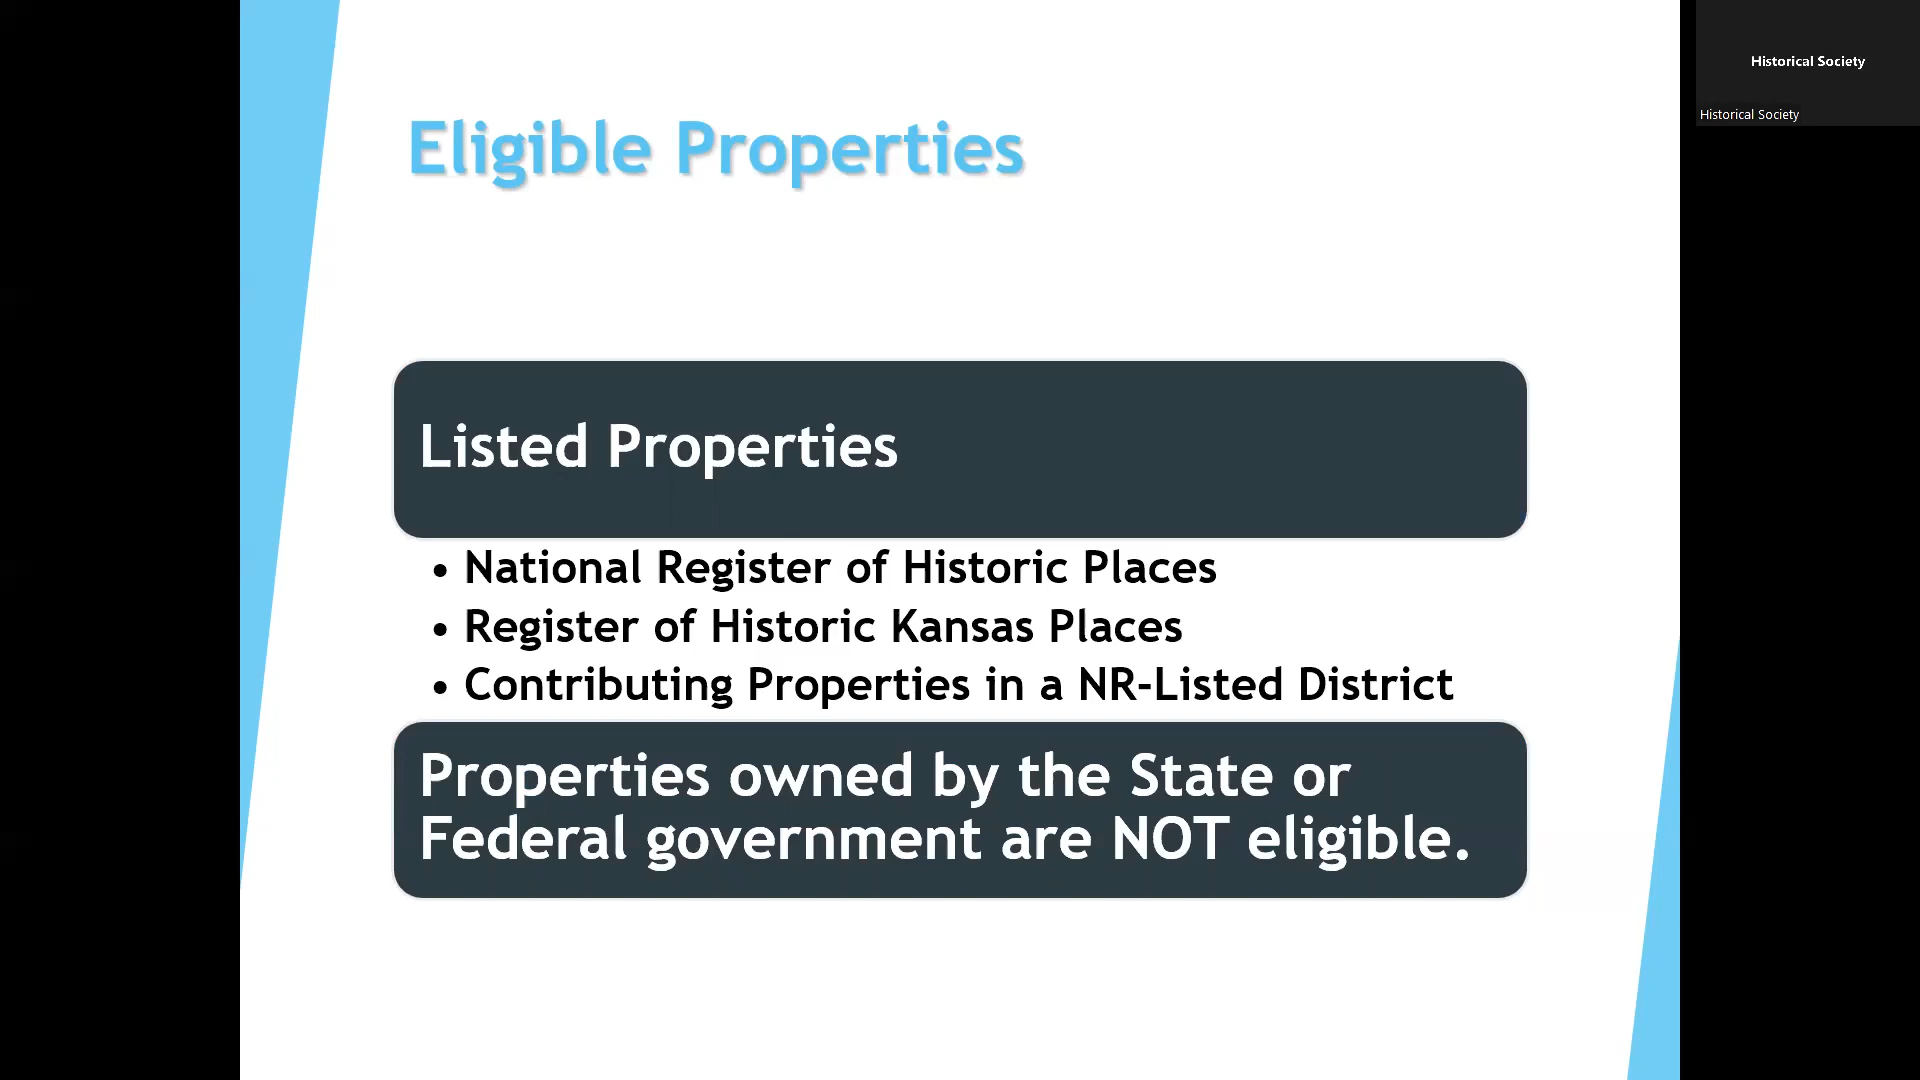 Eligible Properties
Listed Properties
• National Register of Historic Places
• Register of Historic Kansas Places
• Contributing Properties in a NR-Listed District
Properties owned by the State or
Federal government are NOT eligible.
Historical Society
Historical Society